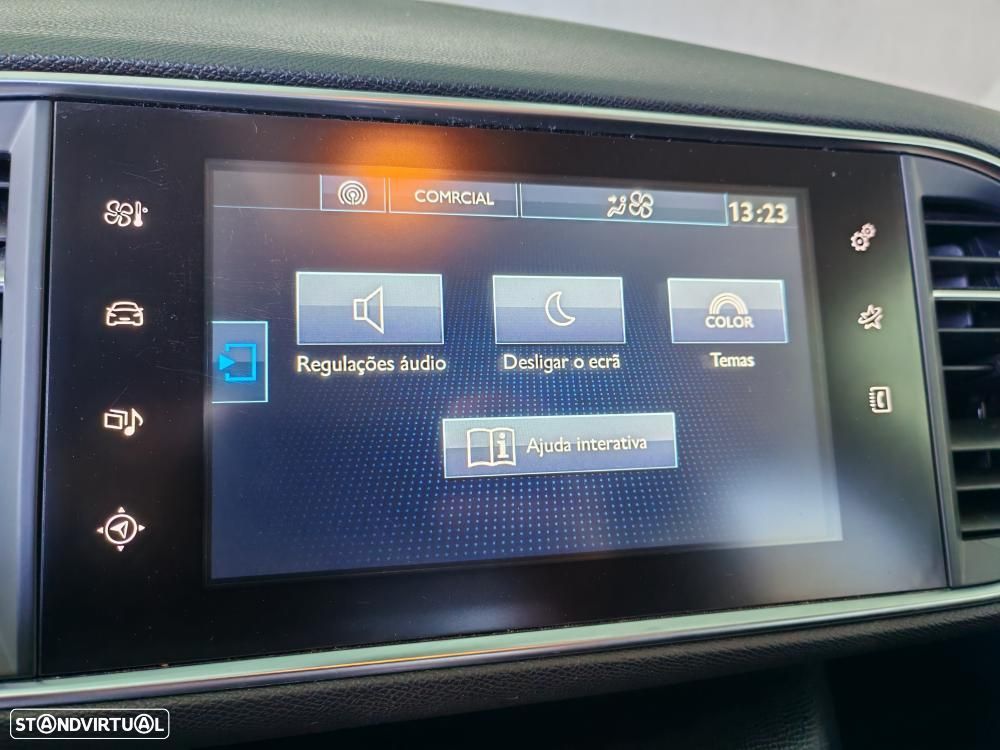 COMRCIAL
13:23
Regulações áudio
Desligar o ecrã
COLOR
Temas
i Ajuda interativa
STANDVIRTUAL